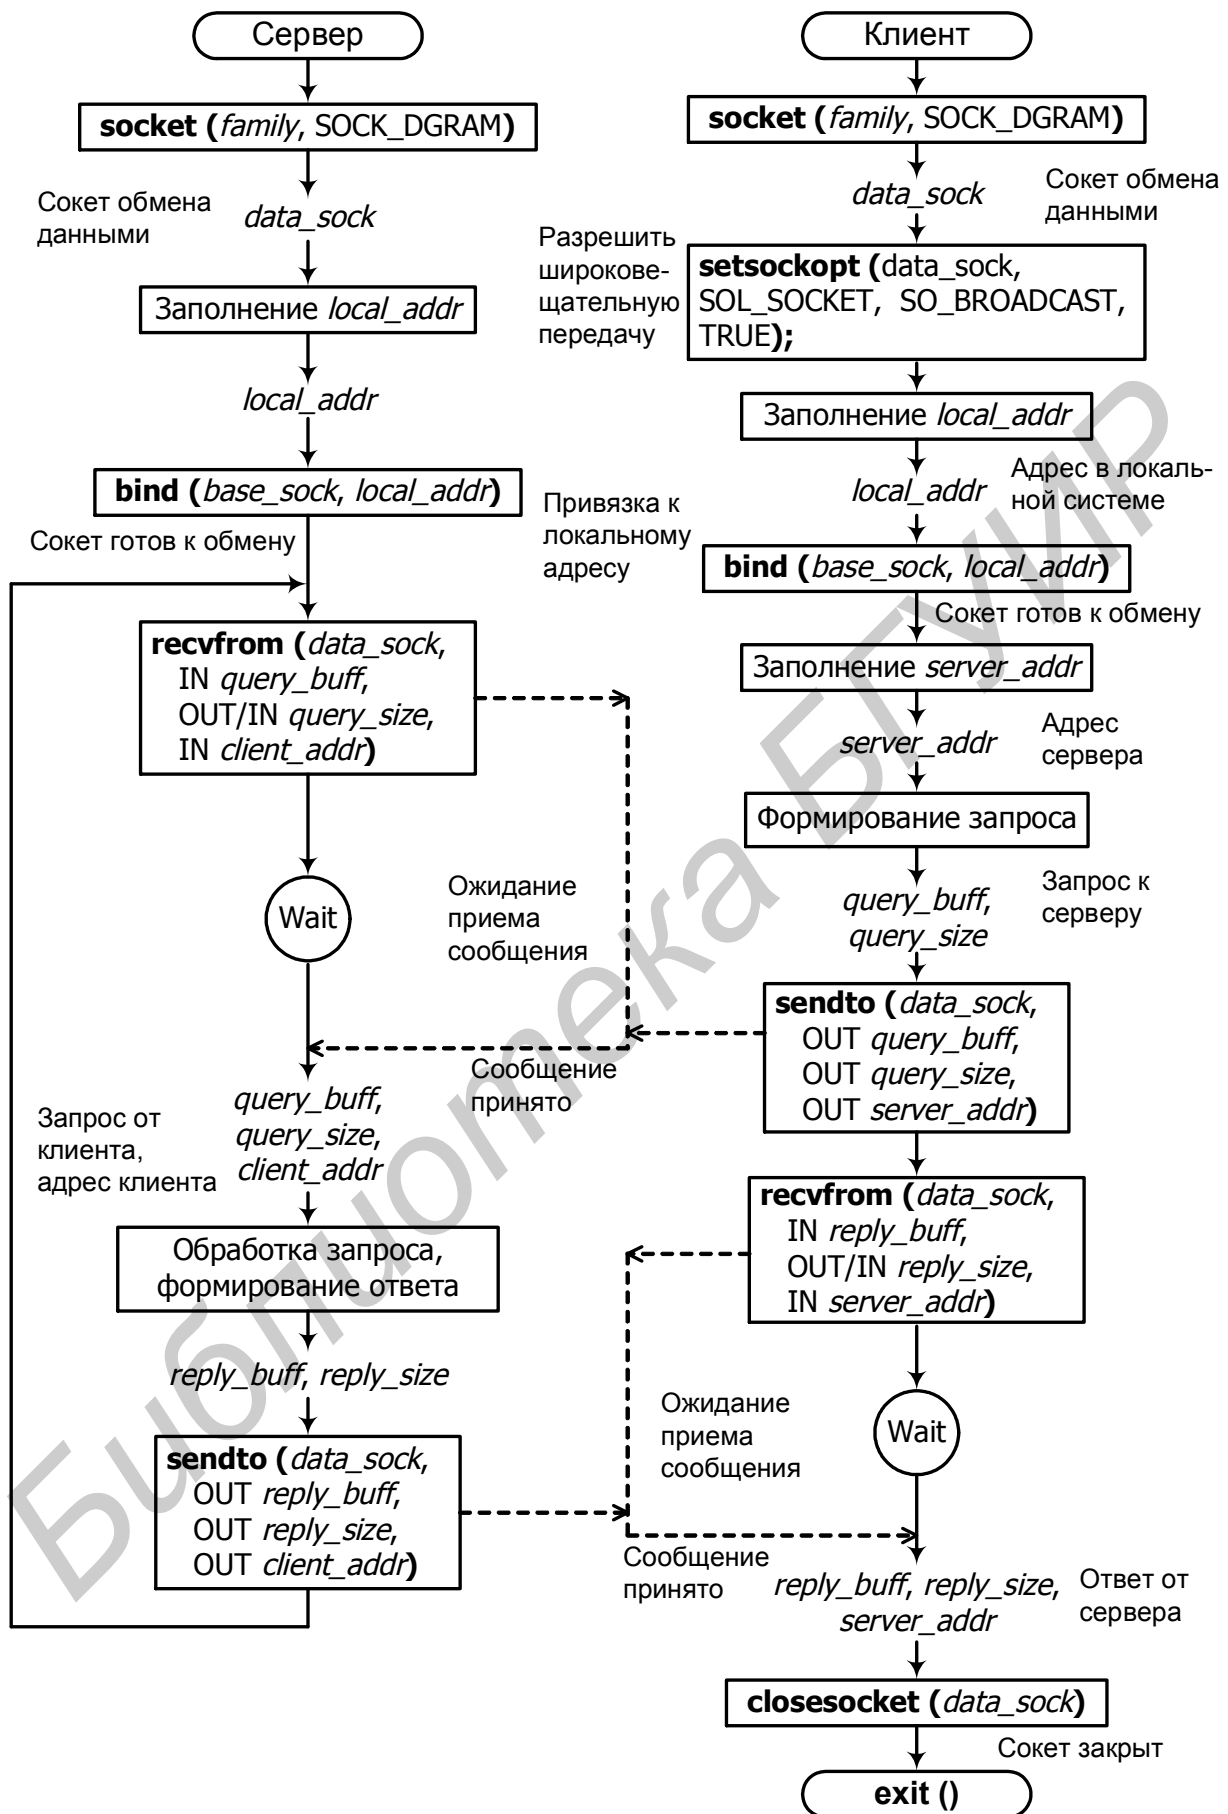 Сервер
socket (family, SOCK_DGRAM)
Сокет обмена
данными
data_sock
Заполнение local_addr
local_addr
bind (base_sock, local_addr)
Привязка к
локальному
адресу
Сокет готов к обмену
recvfrom (data_sock,
IN query_buff,
OUT/IN query_size,
IN client_addr)
Wait
Ожидание
приема
сообщения
Сообщение
принято
Запрос от
клиента,
адрес клиента
query_buff,
query_size,
client_addr
Обработка запроса,
формирование ответа
reply_buff, reply_size
sendto (data_sock,
OUT reply_buff,
OUT reply_size,
OUT client_addr)
Клиент
socket (family, SOCK_DGRAM)
data_sock
Сокет обмена
данными
Разрешить
широкове-
щательную
передачу
setsockopt (data_sock,
SOL_SOCKET, SO_BROADCAST,
TRUE);
Заполнение local_addr
local_addr
Адрес в локаль-
ной системе
bind (base_sock, local_addr)
Сокет готов к обмену
Заполнение server_addr
server_addr
Адрес
сервера
Формирование запроса
query_buff,
query_size
Запрос к
серверу
sendto (data_sock,
OUT query_buff,
OUT query_size,
OUT server_addr)
recvfrom (data_sock,
IN reply_buff,
OUT/IN reply_size,
IN server_addr)
Ожидание
приема
сообщения
Wait
Сообщение
принято
reply_buff, reply_size,
server_addr
Ответ от
сервера
closesocket (data_sock)
Сокет закрыт
exit ()
Библиотека БГУИР